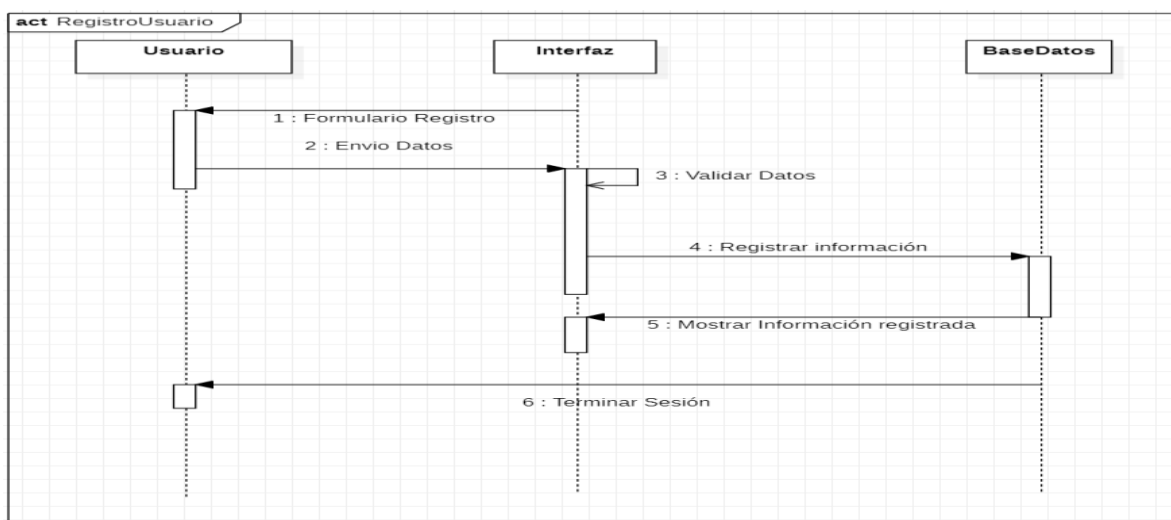 act RegistroUsuario
Usuario
Interfaz
BaseDatos
1 : Formulario Registro
2 : Envio Datos
3 : Validar Datos
4 : Registrar información
5 : Mostrar Información registrada
6 : Terminar Sesión